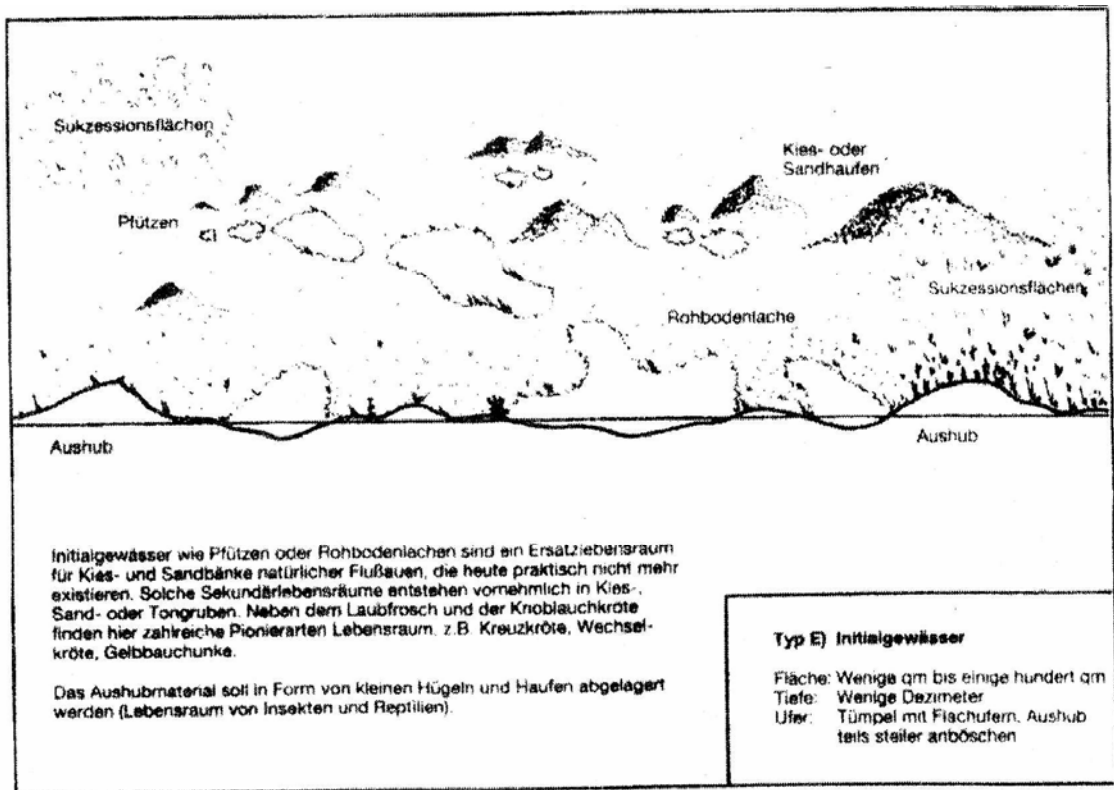 Sukzessionsflächen
Kies- oder
Sandhaufen
Pfützen
Sukzessionsflächen
Rohbodenlache
Aushub
Aushub
Initialgewässer wie Pfützen oder Rohbodenlachen sind ein Ersatzlebensraum
für Kies- und Sandbänke natürlicher Flußauen, die heute praktisch nicht mehr
existieren. Solche Sekundärlebensräume entstehen vornehmlich in Kies-,
Sand- oder Tongruben. Neben dem Laubfrosch und der Knoblauchkröte
finden hier zahlreiche Pionierarten Lebensraum, z.B. Kreuzkröte, Wechsel-
kröte, Gelbbauchunke.
Das Aushubmaterial soll in Form von kleinen Hügeln und Haufen abgelagert
werden (Lebensraum von Insekten und Reptilien).
Typ E) Initialgewässer
Fläche: Wenige qm bis einige hundert qm
Tiefe: Wenige Dezimeter
Ufer: Tümpel mit Flachufern, Aushub
teils steiler anböschen